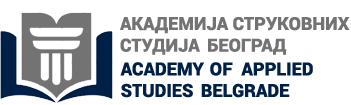 АКАДЕМИЈА СТРУКОВНИХ
СТУДИЈА БЕОГРАД
ACADEMY OF APPLIED
STUDIES BELGRADE